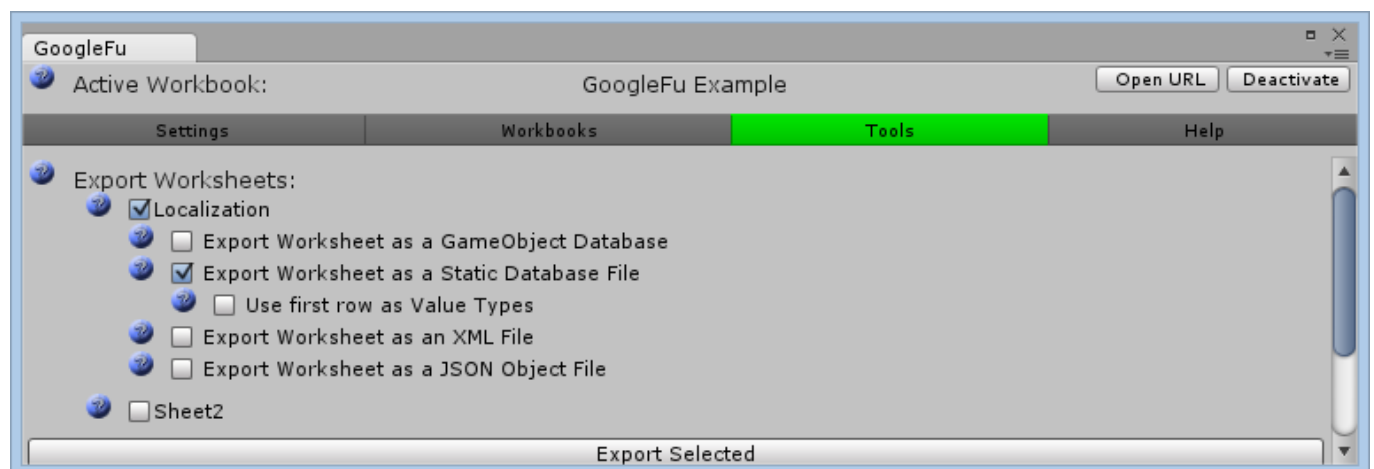 GoogleFu
Active Workbook: GoogleFu Example Open URL Deactivate
Settings Workbooks Tools Help
Export Worksheets:
Localization
Export Worksheet as a GameObject Database
Export Worksheet as a Static Database File
Use first row as Value Types
Export Worksheet as an XML File
Export Worksheet as a JSON Object File
Sheet2
Export Selected